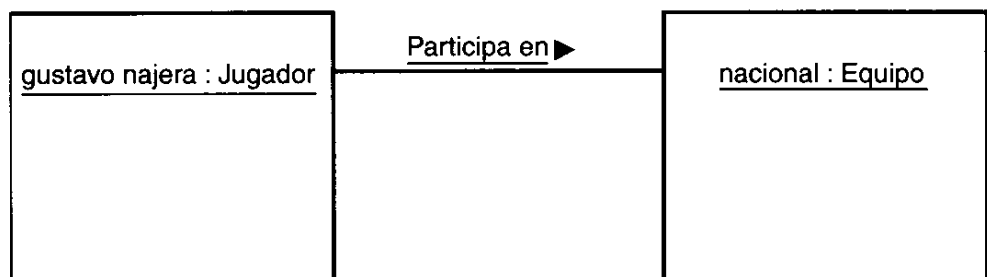 Participa en
gustavo najera : Jugador
nacional : Equipo